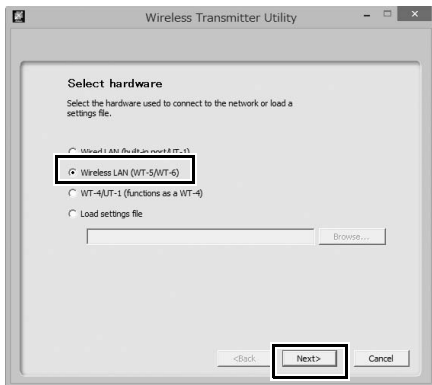 Wireless Transmitter Utility
Select hardware
Select the hardware used to connect to the network or load a
settings file.
Wired LAN (built-in port/UT-1)
Wireless LAN (WT-5/WT-6)
WT-4/UT-1 (functions as a WT-4)
Load settings file
Browse...
<Back Next> Cancel